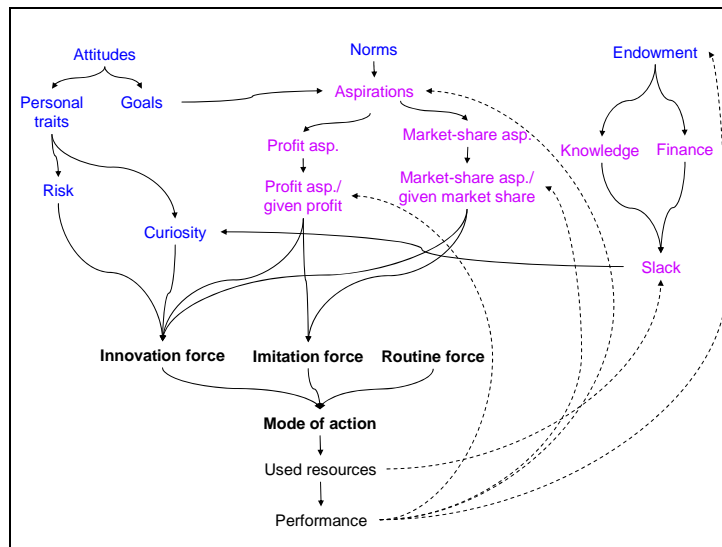 Attitudes
Norms
Endowment
Personal
traits
Goals
Aspirations
Profit asp.
Market-share asp.
Knowledge
Finance
Risk
Profit asp./
given profit
Market-share asp./
given market share
Curiosity
Slack
Innovation force
Imitation force
Routine force
Mode of action
Used resources
Performance